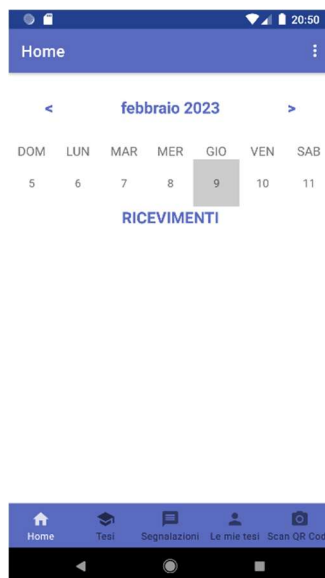 20:50
Home
< febbraio 2023 >
DOM LUN MAR MER GIO VEN SAB
5 6 7 8 9 10 11
RICEVIMENTI
Home Tesi Segnalazioni Le mie tesi Scan QR Cod